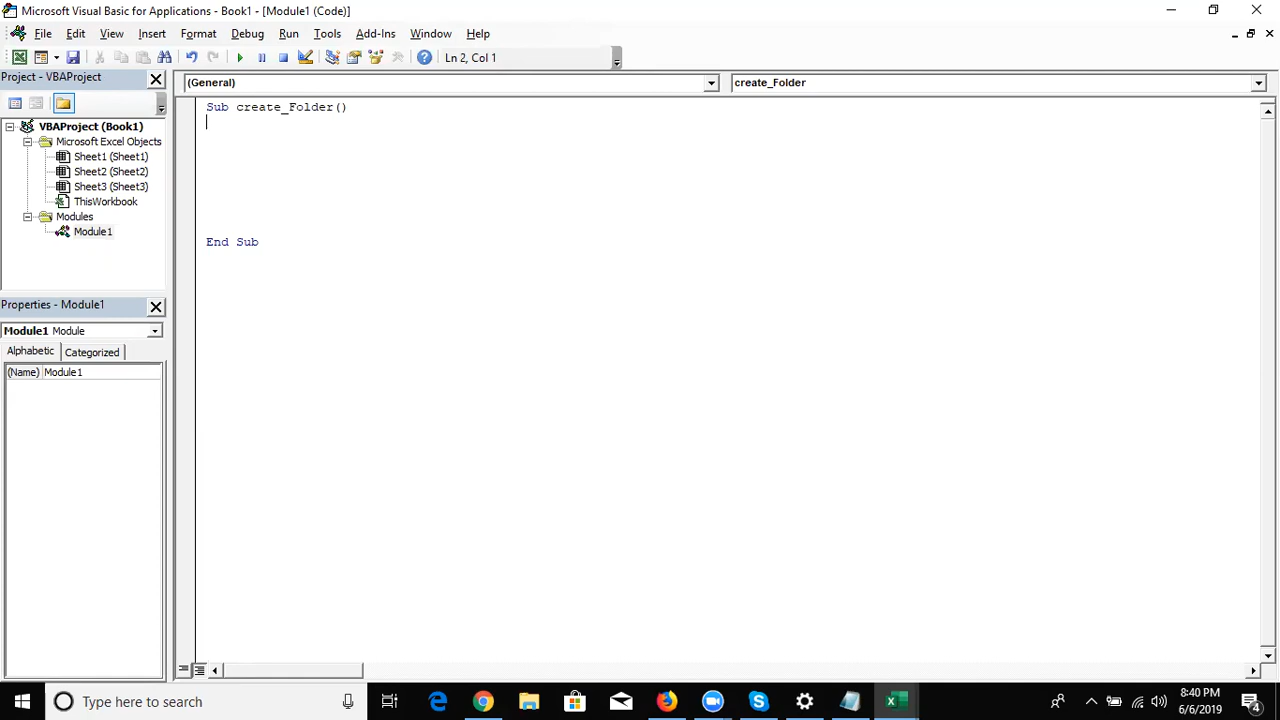 Microsoft Visual Basic for Applications - Book1 - [Module1 (Code)]
File Edit View Insert Format Debug Run Tools Add-Ins Window Help
Ln 2, Col 1
Project - VBAProject
(General)
create_Folder
VBAProject (Book1)
Microsoft Excel Objects
Sheet1 (Sheet1)
Sheet2 (Sheet2)
Sheet3 (Sheet3)
ThisWorkbook
Modules
Module1
Sub create_Folder()
End Sub
Properties - Module1
Module1 Module
Alphabetic Categorized
(Name) Module1
Type here to search
8:40 PM
6/6/2019
4